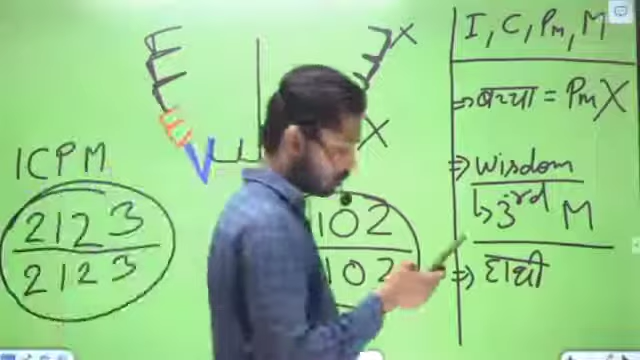 I, C, Pm, M
X
⇒ बच्चा = Pm X
X
ICPM
⇒ wisdom
2123
102
↳ 3rd M
2123
102
⇒ हाथी